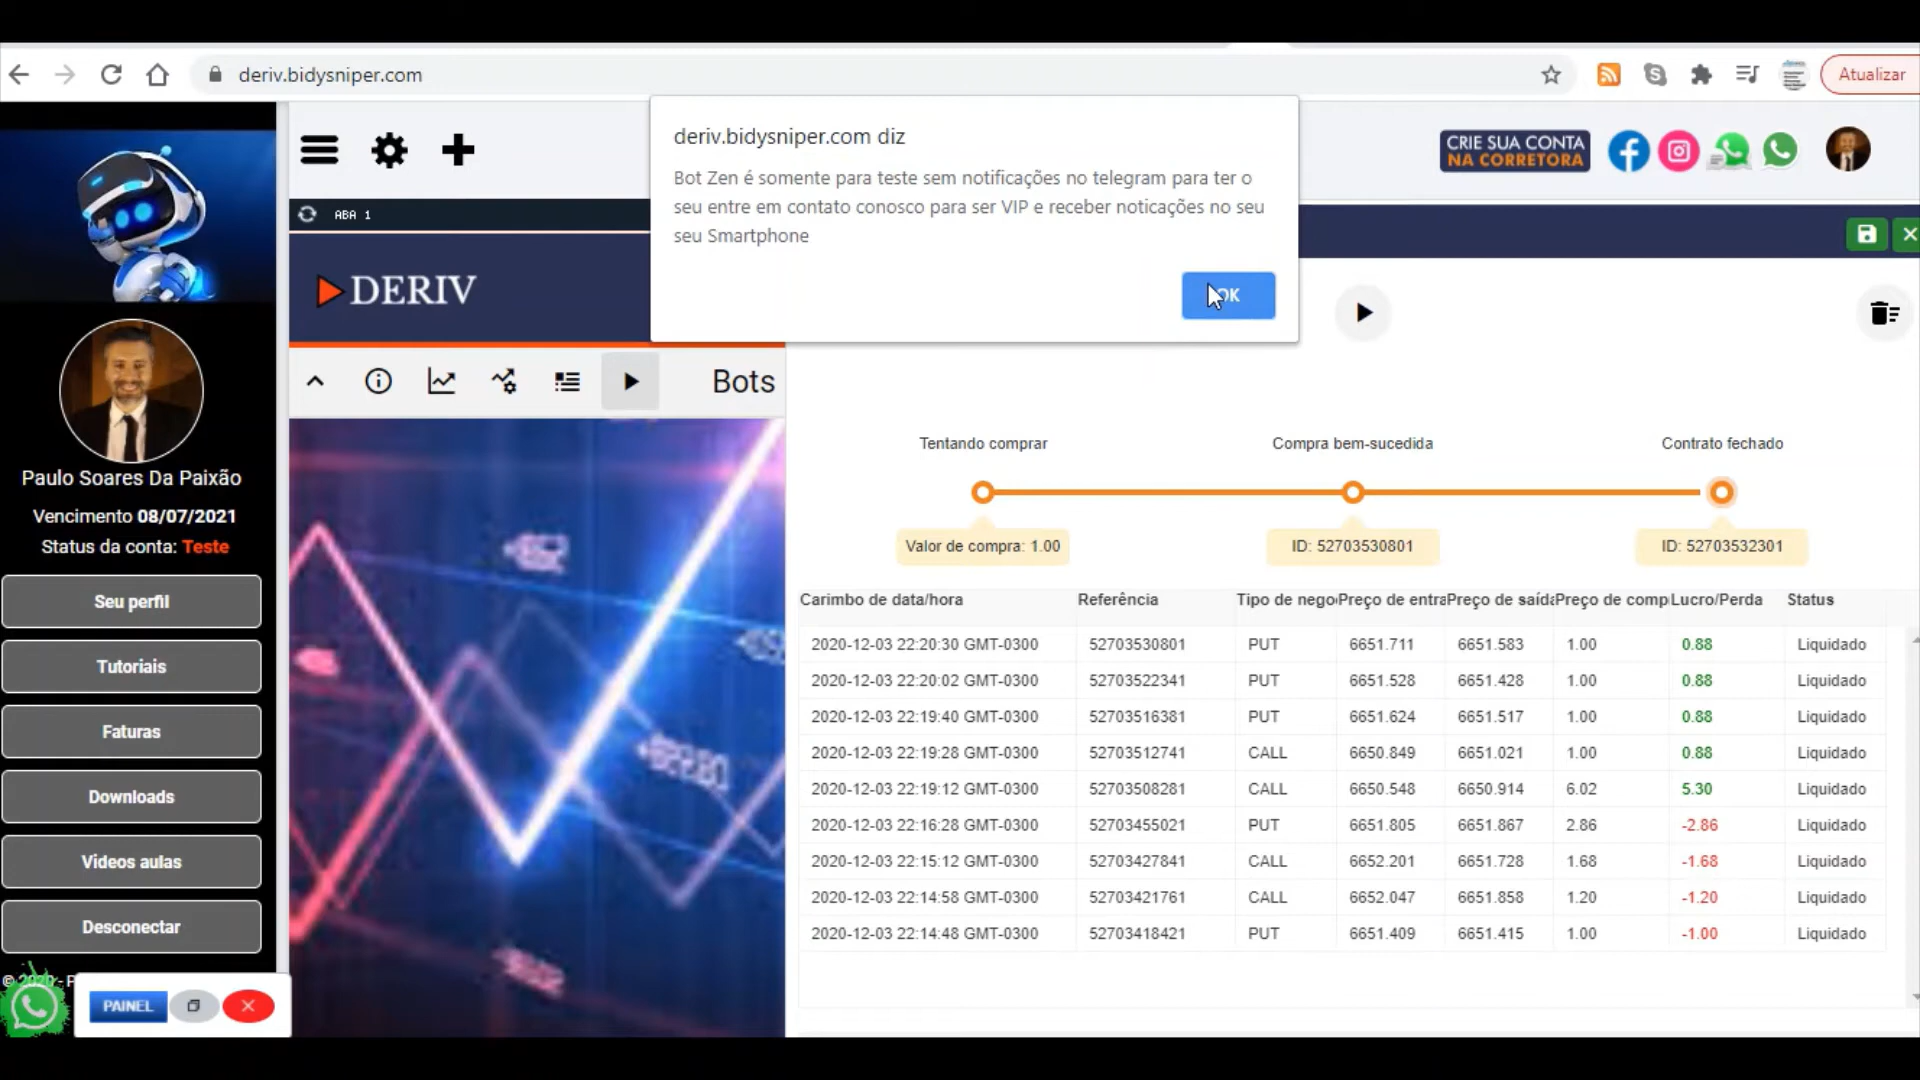 deriv.bidysniper.com
Atualizar
deriv.bidysniper.com diz
Bot Zen é somente para teste sem notificações no telegram para ter o
seu entre em contato conosco para ser VIP e receber noticações no seu
seu Smartphone
OK
CRIE SUA CONTA
NA CORRETORA
ABA 1
DERIV
Bots
Paulo Soares Da Paixão
Vencimento 08/07/2021
Status da conta: Teste
Seu perfil
Tutoriais
Faturas
Downloads
Videos aulas
Desconectar
© 2020 - P
PAINEL
Tentando comprar
Compra bem-sucedida
Contrato fechado
Valor de compra: 1.00
ID: 52703530801
ID: 52703532301
Carimbo de data/hora Referência Tipo de nego Preço de entra Preço de saída Preço de comp Lucro/Perda Status
2020-12-03 22:20:30 GMT-0300 52703530801 PUT 6651.711 6651.583 1.00 0.88 Liquidado
2020-12-03 22:20:02 GMT-0300 52703522341 PUT 6651.528 6651.428 1.00 0.88 Liquidado
2020-12-03 22:19:40 GMT-0300 52703516381 PUT 6651.624 6651.517 1.00 0.88 Liquidado
2020-12-03 22:19:28 GMT-0300 52703512741 CALL 6650.849 6651.021 1.00 0.88 Liquidado
2020-12-03 22:19:12 GMT-0300 52703508281 CALL 6650.548 6650.914 6.02 5.30 Liquidado
2020-12-03 22:16:28 GMT-0300 52703455021 PUT 6651.805 6651.867 2.86 -2.86 Liquidado
2020-12-03 22:15:12 GMT-0300 52703427841 CALL 6652.201 6651.728 1.68 -1.68 Liquidado
2020-12-03 22:14:58 GMT-0300 52703421761 CALL 6652.047 6651.858 1.20 -1.20 Liquidado
2020-12-03 22:14:48 GMT-0300 52703418421 PUT 6651.409 6651.415 1.00 -1.00 Liquidado